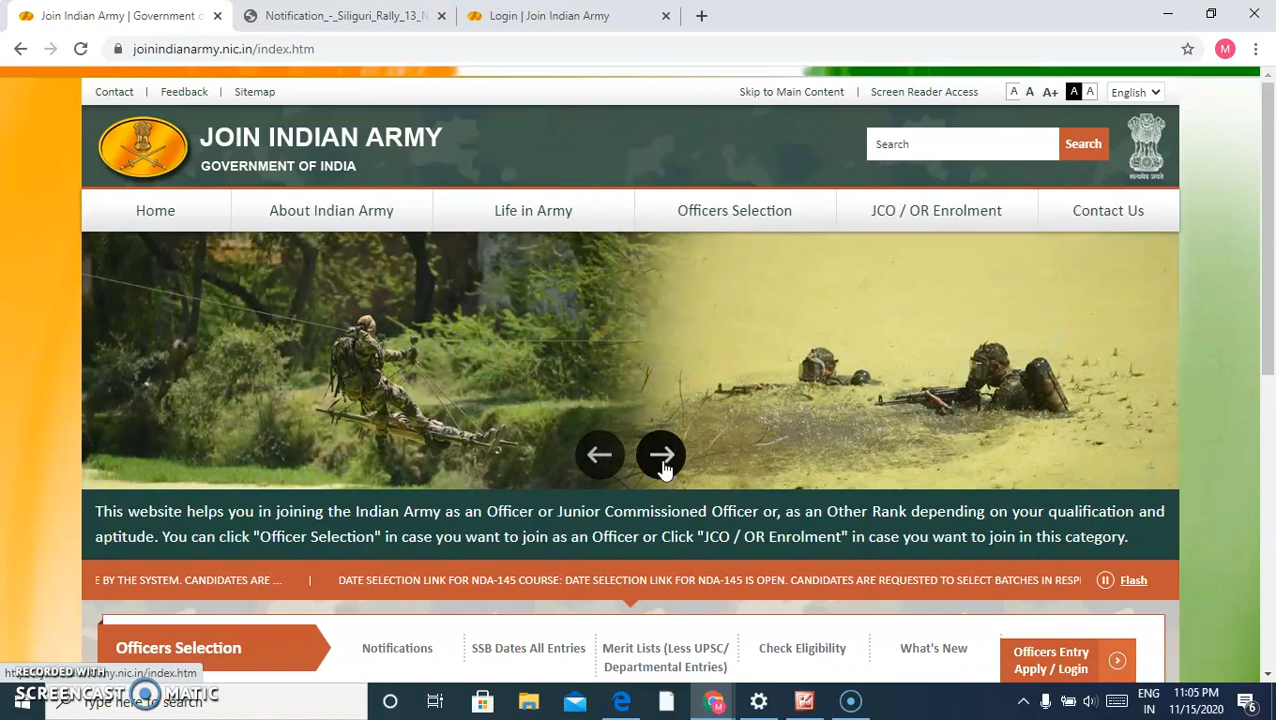 Join Indian Army | Government o
Notification_-_Siliguri_Rally_13_N
Login | Join Indian Army
joinindianarmy.nic.in/index.htm
M
Contact | Feedback | Sitemap
Skip to Main Content | Screen Reader Access
A A A+ A A English
JOIN INDIAN ARMY
GOVERNMENT OF INDIA
Search Search
सत्यमेव जयते
Home About Indian Army Life in Army Officers Selection JCO / OR Enrolment Contact Us
This website helps you in joining the Indian Army as an Officer or Junior Commissioned Officer or, as an Other Rank depending on your qualification and
aptitude. You can click "Officer Selection" in case you want to join as an Officer or Click "JCO / OR Enrolment" in case you want to join in this category.
E BY THE SYSTEM. CANDIDATES ARE ... | DATE SELECTION LINK FOR NDA-145 COURSE: DATE SELECTION LINK FOR NDA-145 IS OPEN. CANDIDATES ARE REQUESTED TO SELECT BATCHES IN RESP Flash
Officers Selection
Notifications
SSB Dates All Entries
Merit Lists (Less UPSC/
Departmental Entries)
Check Eligibility
What's New
Officers Entry
Apply / Login
RECORDED WITH
my.nic.in/index.htm
SCREENCAST MATIC
Type here to search
ENG
IN
11:05 PM
11/15/2020
6